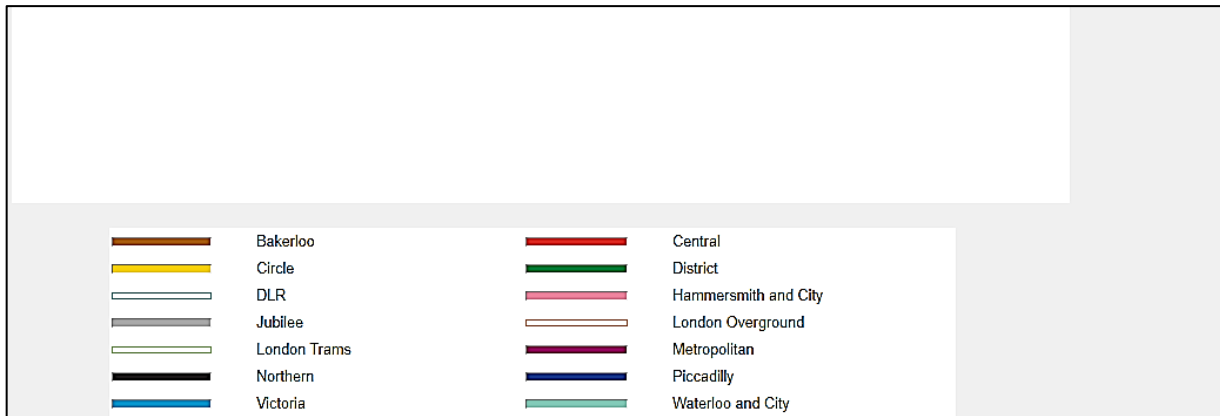 Bakerloo Central
Circle District
DLR Hammersmith and City
Jubilee London Overground
London Trams Metropolitan
Northern Piccadilly
Victoria Waterloo and City